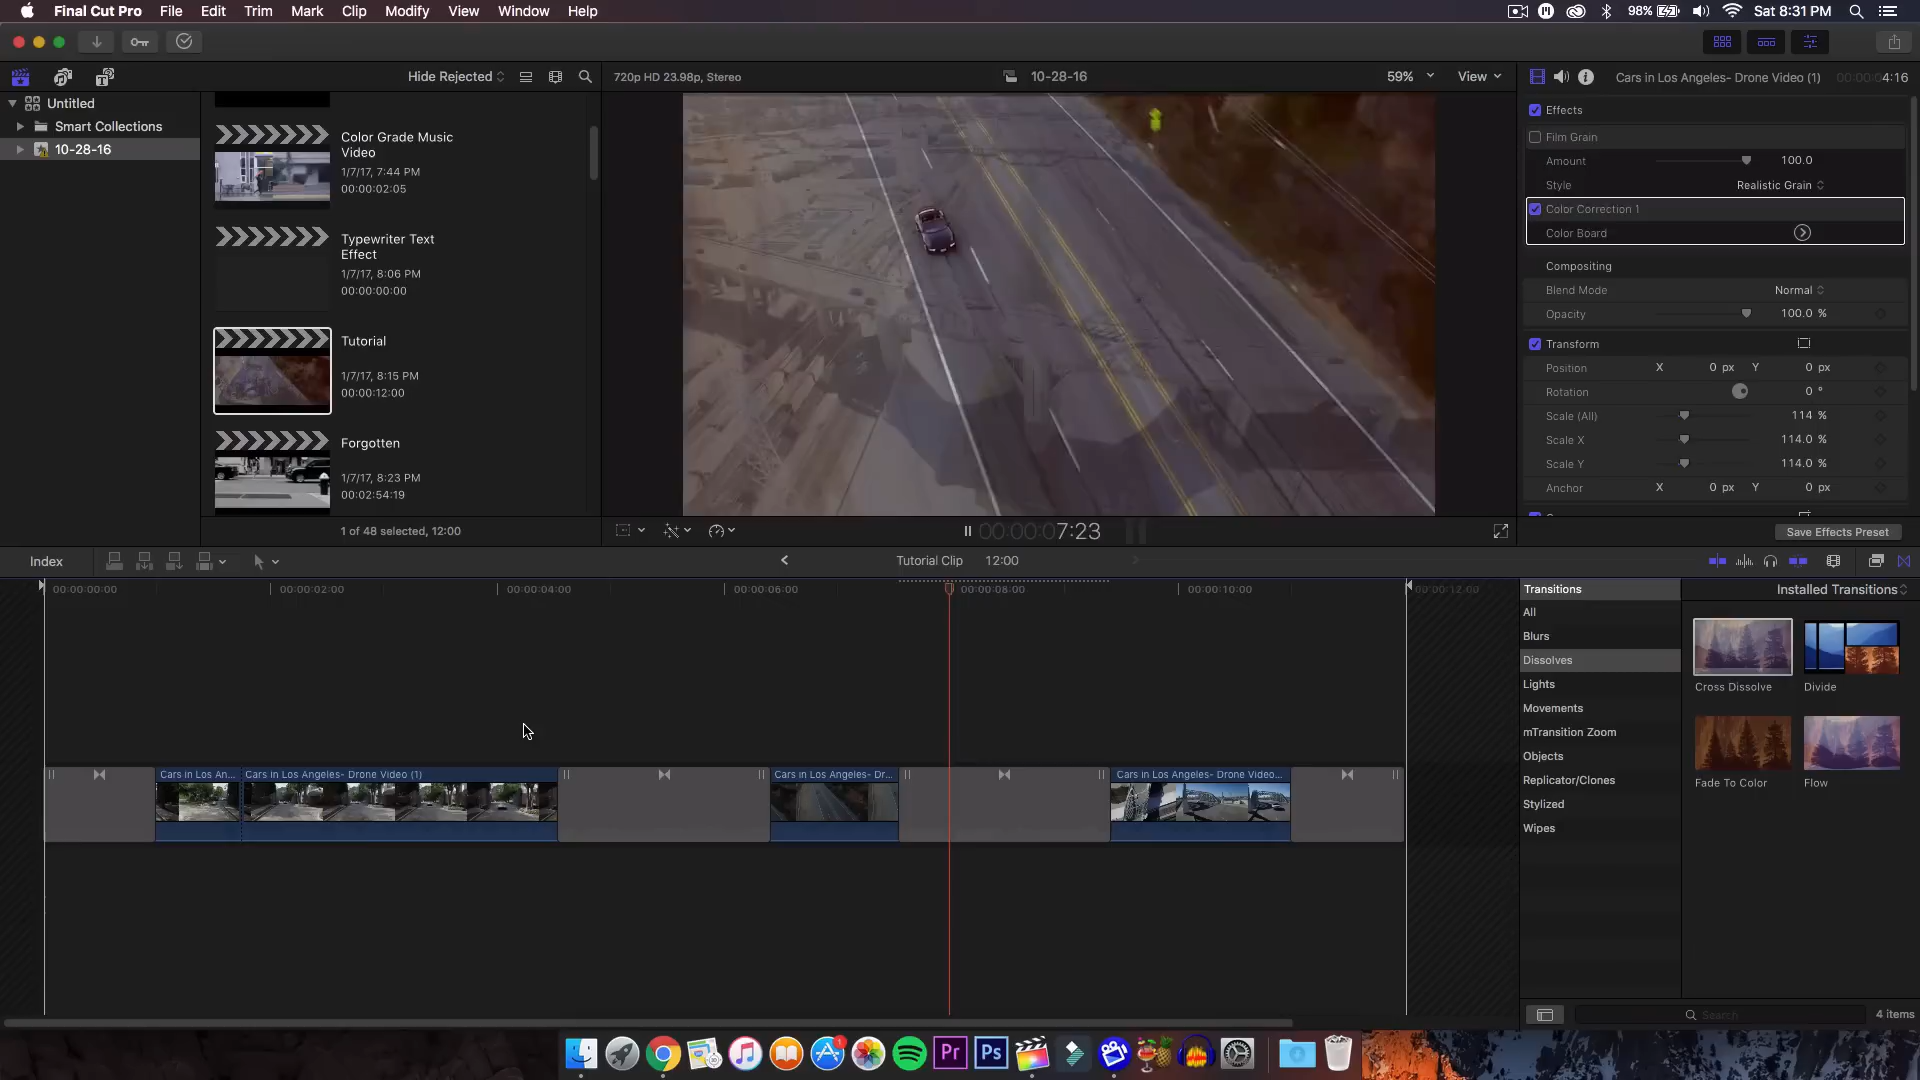 Final Cut Pro File Edit Trim Mark Clip Modify View Window Help 98% Sat 8:31 PM
Hide Rejected 720p HD 23.98p, Stereo 10-28-16 59% View Cars in Los Angeles- Drone Video (1) 00:00:04:16
Untitled
Smart Collections
10-28-16
Color Grade Music
Video
1/7/17, 7:44 PM
00:00:02:05
Typewriter Text
Effect
1/7/17, 8:06 PM
00:00:00:00
Tutorial
1/7/17, 8:15 PM
00:00:12:00
Forgotten
1/7/17, 8:23 PM
00:02:54:19
1 of 48 selected, 12:00
00:00:00:07:23
Effects
Film Grain
Amount 100.0
Style Realistic Grain
Color Correction 1
Color Board
Compositing
Blend Mode Normal
Opacity 100.0 %
Transform
Position X 0 px Y 0 px
Rotation 0 °
Scale (All) 114 %
Scale X 114.0 %
Scale Y 114.0 %
Anchor X 0 px Y 0 px
Save Effects Preset
Index Tutorial Clip 12:00
00:00:00:00 00:00:02:00 00:00:04:00 00:00:06:00 00:00:08:00 00:00:10:00 00:00:12:00
Cars in Los An... Cars in Los Angeles- Drone Video (1) Cars in Los Angeles- Dr... Cars in Los Angeles- Drone Video...
Transitions Installed Transitions
All
Blurs
Dissolves
Lights
Movements
mTransition Zoom
Objects
Replicator/Clones
Stylized
Wipes
Cross Dissolve Divide
Fade To Color Flow
Search 4 items
Pr Ps